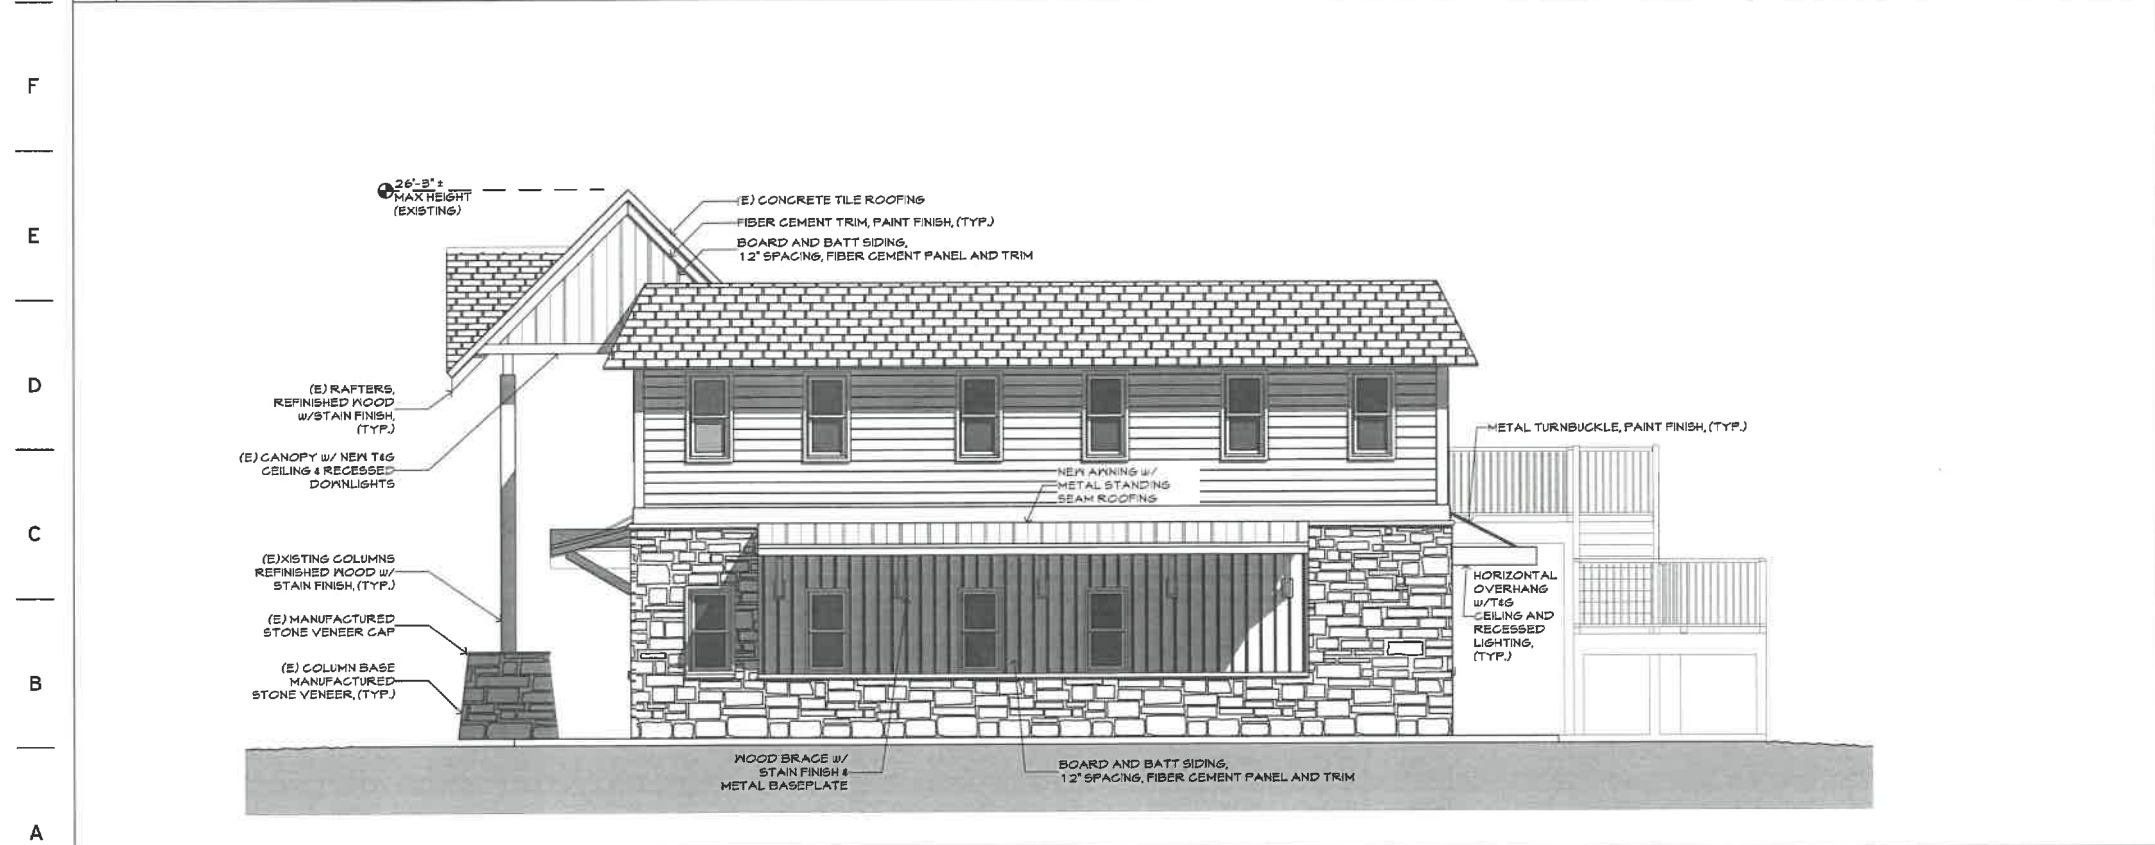 F
E
D
C
B
A
26'-3" ±
MAX HEIGHT
(EXISTING)
(E) CONCRETE TILE ROOFING
FIBER CEMENT TRIM, PAINT FINISH, (TYP.)
BOARD AND BATT SIDING,
12" SPACING, FIBER CEMENT PANEL AND TRIM
(E) RAFTERS,
REFINISHED WOOD
W/STAIN FINISH,
(TYP.)
(E) CANOPY W/ NEW T&G
CEILING & RECESSED
DOWNLIGHTS
(E)XISTING COLUMNS
REFINISHED WOOD W/
STAIN FINISH, (TYP.)
(E) MANUFACTURED
STONE VENEER CAP
(E) COLUMN BASE
MANUFACTURED
STONE VENEER, (TYP.)
NEW AWNING W/
METAL STANDING
SEAM ROOFING
METAL TURNBUCKLE, PAINT FINISH, (TYP.)
HORIZONTAL
OVERHANG
W/T&G
CEILING AND
RECESSED
LIGHTING,
(TYP.)
WOOD BRACE W/
STAIN FINISH &
METAL BASEPLATE
BOARD AND BATT SIDING,
12" SPACING, FIBER CEMENT PANEL AND TRIM